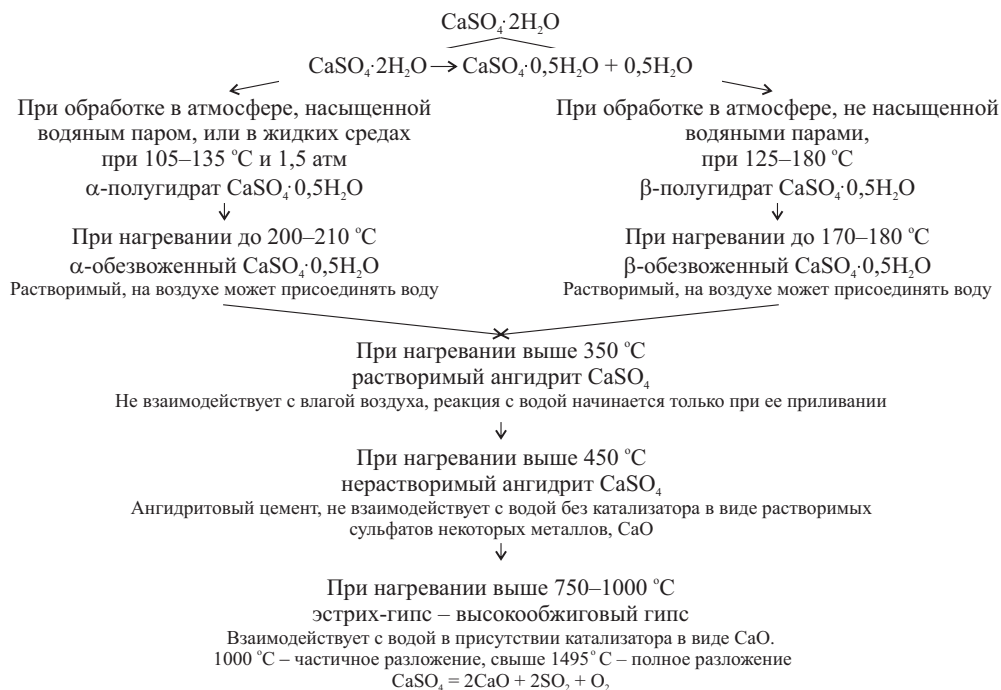 CaSO₄·2H₂O
CaSO₄·2H₂O → CaSO₄·0,5H₂O + 0,5H₂O
При обработке в атмосфере, насыщенной
водяным паром, или в жидких средах
при 105–135 °С и 1,5 атм
α-полугидрат CaSO₄·0,5H₂O
При нагревании до 200–210 °С
α-обезвоженный CaSO₄·0,5H₂O
Растворимый, на воздухе может присоединять воду
При обработке в атмосфере, не насыщенной
водяными парами,
при 125–180 °С
β-полугидрат CaSO₄·0,5H₂O
При нагревании до 170–180 °С
β-обезвоженный CaSO₄·0,5H₂O
Растворимый, на воздухе может присоединять воду
При нагревании выше 350 °С
растворимый ангидрит CaSO₄
Не взаимодействует с влагой воздуха, реакция с водой начинается только при ее приливании
При нагревании выше 450 °С
нерастворимый ангидрит CaSO₄
Ангидритовый цемент, не взаимодействует с водой без катализатора в виде растворимых
сульфатов некоторых металлов, CaO
При нагревании выше 750–1000 °С
эстрих-гипс – высокообжиговый гипс
Взаимодействует с водой в присутствии катализатора в виде CaO.
1000 °С – частичное разложение, свыше 1495° С – полное разложение
CaSO₄ = 2CaO + 2SO₂ + O₂